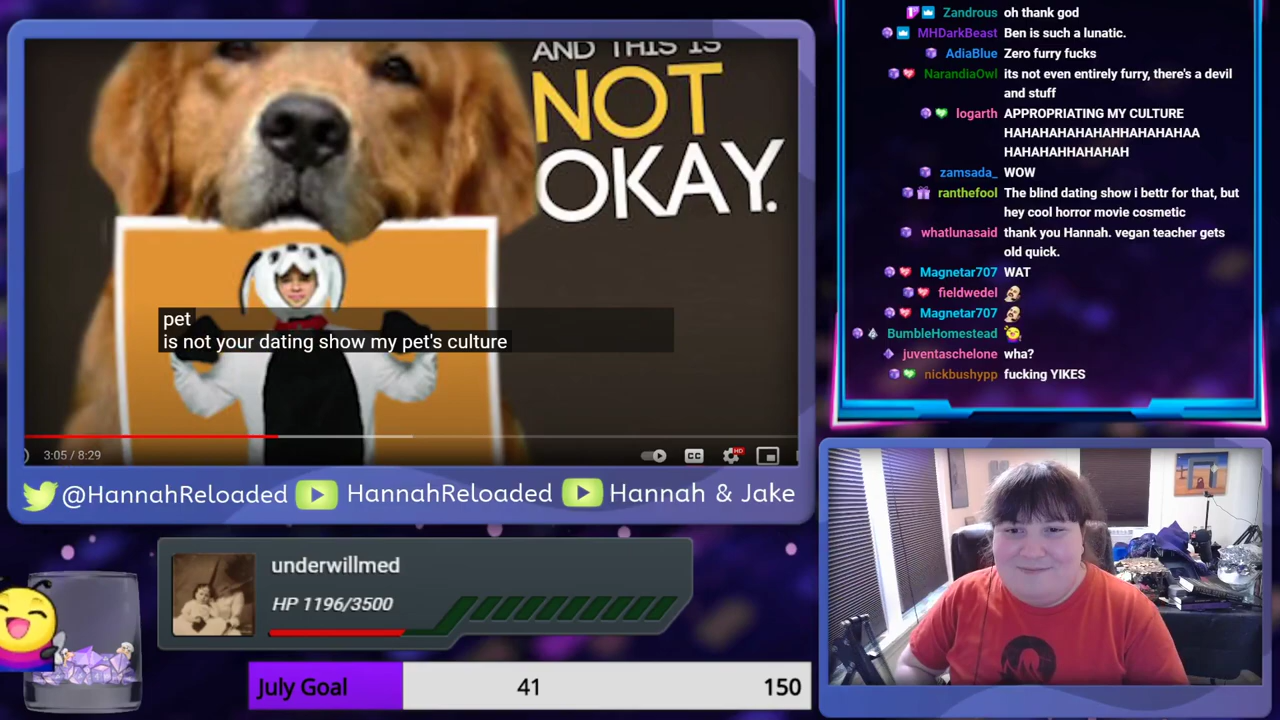 AND THIS IS
NOT
OKAY.
pet
is not your dating show my pet's culture
3:05 / 8:29
CC
HD
@HannahReloaded
HannahReloaded
Hannah & Jake
underwillmed
HP 1196/3500
July Goal
41
150
Zandrous oh thank god
MHDarkBeast Ben is such a lunatic.
AdiaBlue Zero furry fucks
NarandiaOwl its not even entirely furry, there's a devil
and stuff
logarth APPROPRIATING MY CULTURE
HAHAHAHAHAHHAHAHAHAA
HAHAHAHHAHAHAH
zamsada_ WOW
ranthefool The blind dating show i bettr for that, but
hey cool horror movie cosmetic
whatlunasaid thank you Hannah. vegan teacher gets
old quick.
Magnetar707 WAT
fieldwedel
Magnetar707
BumbleHomestead
juventaschelone wha?
nickbushypp fucking YIKES